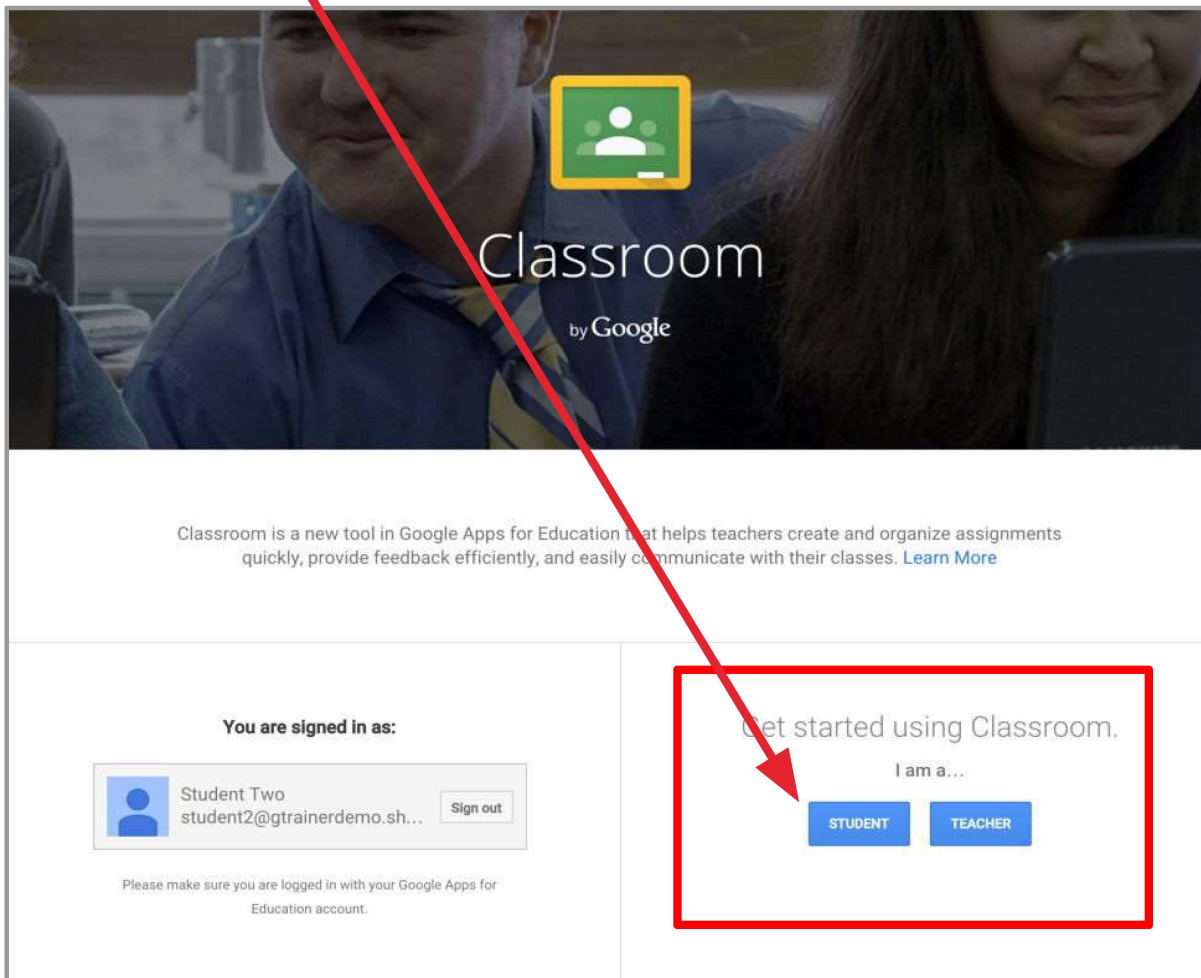 Classroom
by Google
Classroom is a new tool in Google Apps for Education that helps teachers create and organize assignments
quickly, provide feedback efficiently, and easily communicate with their classes. Learn More
You are signed in as:
Student Two
student2@gtrainerdemo.sh...
Sign out
Please make sure you are logged in with your Google Apps for
Education account.
Get started using Classroom.
I am a...
STUDENT
TEACHER